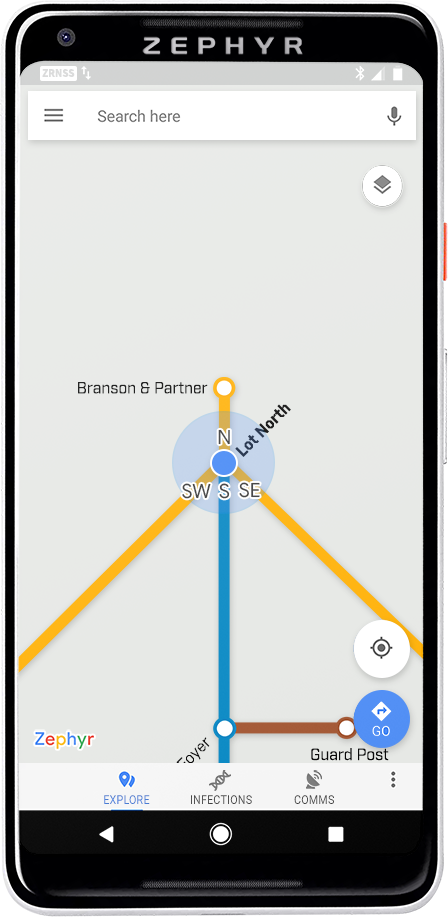 ZEPHYR
ZRNSS
Search here
Branson & Partner
Lot North
N
SW S SE
Foyer
Guard Post
Zephyr
GO
EXPLORE INFECTIONS COMMS